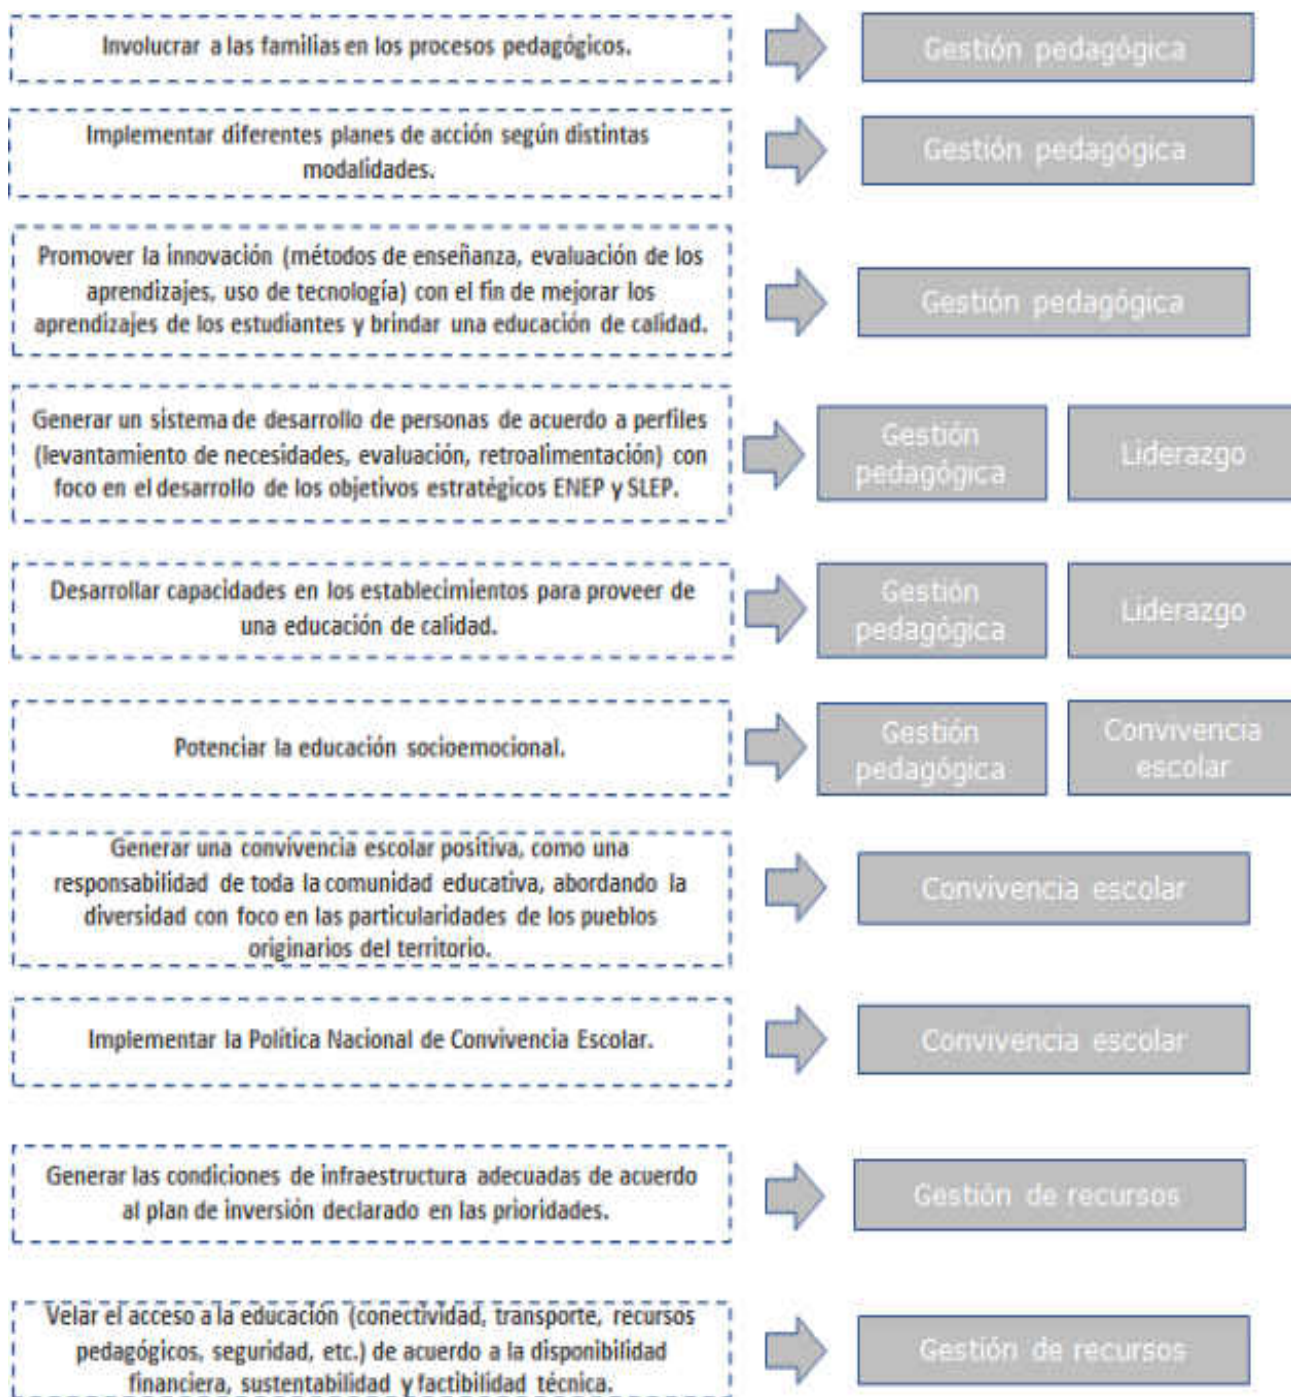 Involucrar a las familias en los procesos pedagógicos.
Gestión pedagógica
Implementar diferentes planes de acción según distintas
modalidades.
Gestión pedagógica
Promover la innovación (métodos de enseñanza, evaluación de los
aprendizajes, uso de tecnología) con el fin de mejorar los
aprendizajes de los estudiantes y brindar una educación de calidad.
Gestión pedagógica
Generar un sistema de desarrollo de personas de acuerdo a perfiles
(levantamiento de necesidades, evaluación, retroalimentación) con
foco en el desarrollo de los objetivos estratégicos ENEP y SLEP.
Gestión
pedagógica
Liderazgo
Desarrollar capacidades en los establecimientos para proveer de
una educación de calidad.
Gestión
pedagógica
Liderazgo
Potenciar la educación socioemocional.
Gestión
pedagógica
Convivencia
escolar
Generar una convivencia escolar positiva, como una
responsabilidad de toda la comunidad educativa, abordando la
diversidad con foco en las particularidades de los pueblos
originarios del territorio.
Convivencia escolar
Implementar la Política Nacional de Convivencia Escolar.
Convivencia escolar
Generar las condiciones de infraestructura adecuadas de acuerdo
al plan de inversión declarado en las prioridades.
Gestión de recursos
Velar el acceso a la educación (conectividad, transporte, recursos
pedagógicos, seguridad, etc.) de acuerdo a la disponibilidad
financiera, sustentabilidad y factibilidad técnica.
Gestión de recursos